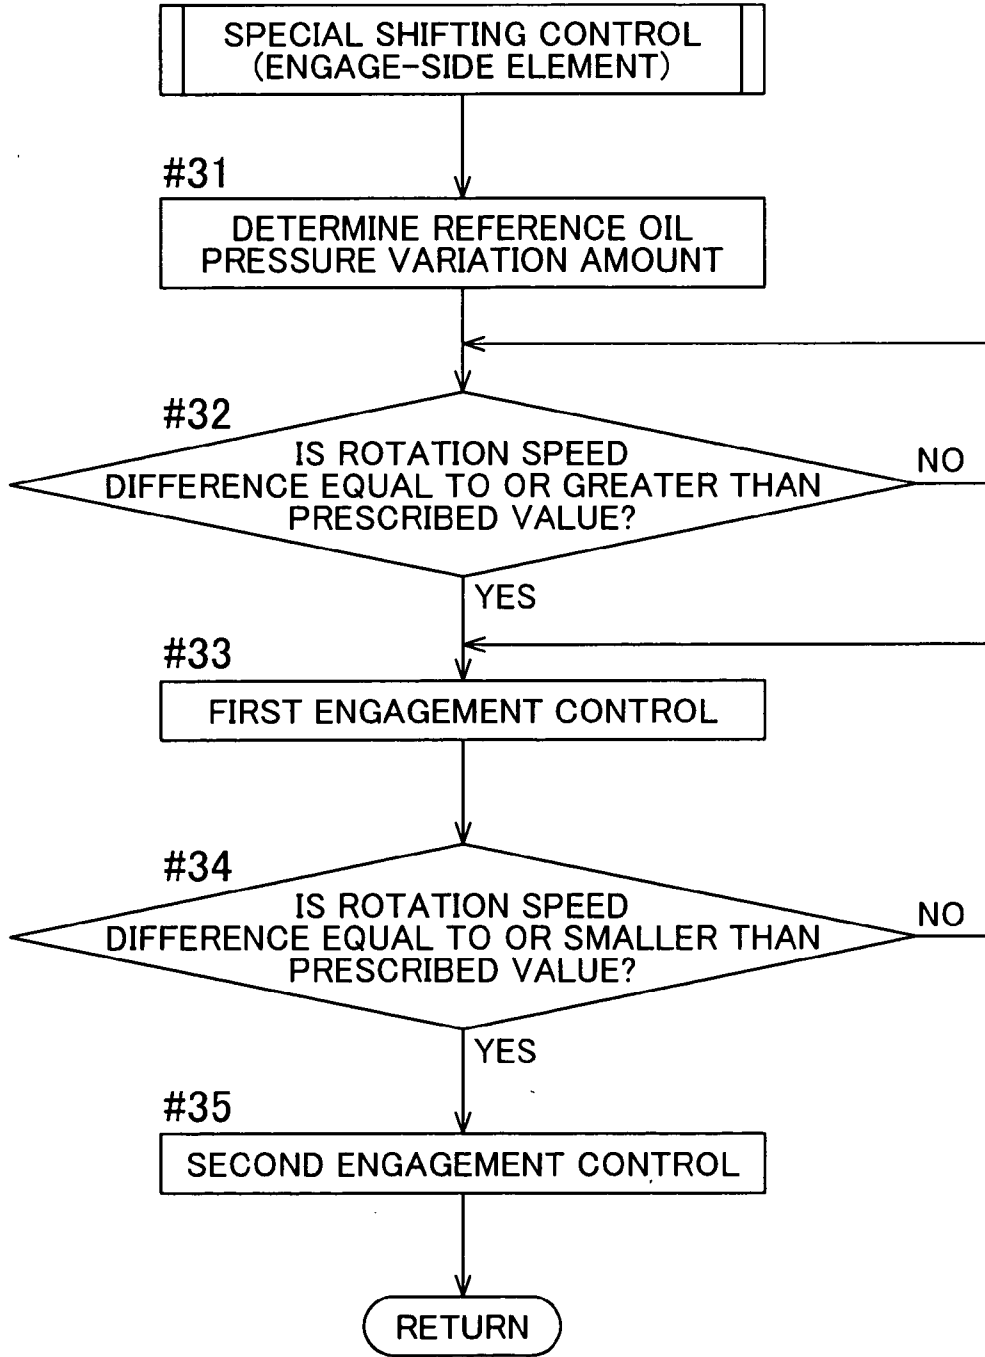 SPECIAL SHIFTING CONTROL
(ENGAGE-SIDE ELEMENT)
#31
DETERMINE REFERENCE OIL
PRESSURE VARIATION AMOUNT
#32
IS ROTATION SPEED
DIFFERENCE EQUAL TO OR GREATER THAN
PRESCRIBED VALUE?
NO
YES
#33
FIRST ENGAGEMENT CONTROL
#34
IS ROTATION SPEED
DIFFERENCE EQUAL TO OR SMALLER THAN
PRESCRIBED VALUE?
NO
YES
#35
SECOND ENGAGEMENT CONTROL
RETURN